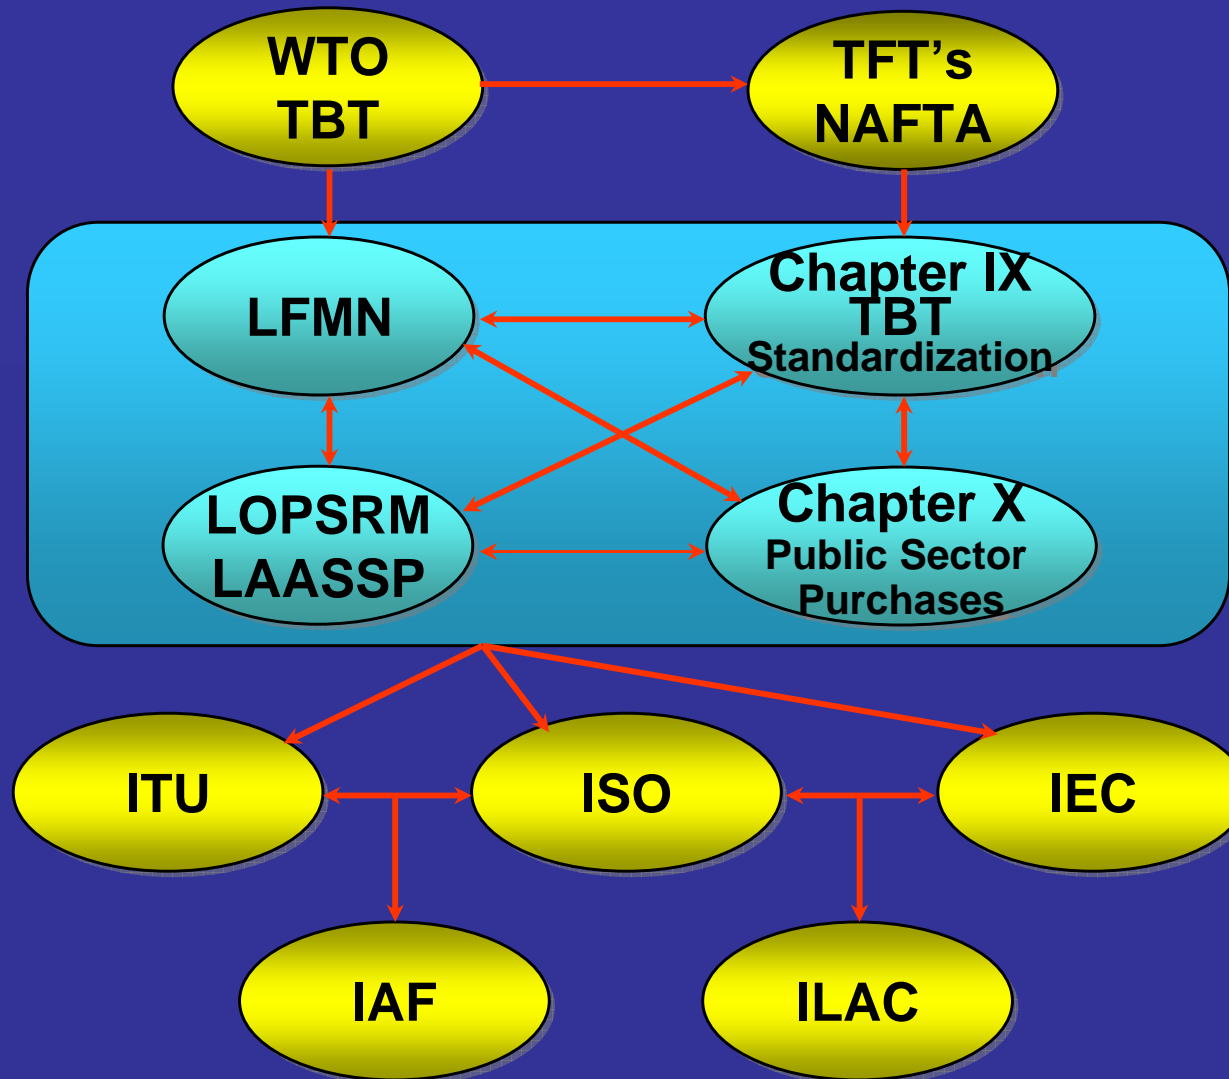 WTO
TBT
TFT's
NAFTA
LFMN
Chapter IX
TBT
Standardization
LOPSRM
LAASSP
Chapter X
Public Sector
Purchases
ITU
ISO
IEC
IAF
ILAC